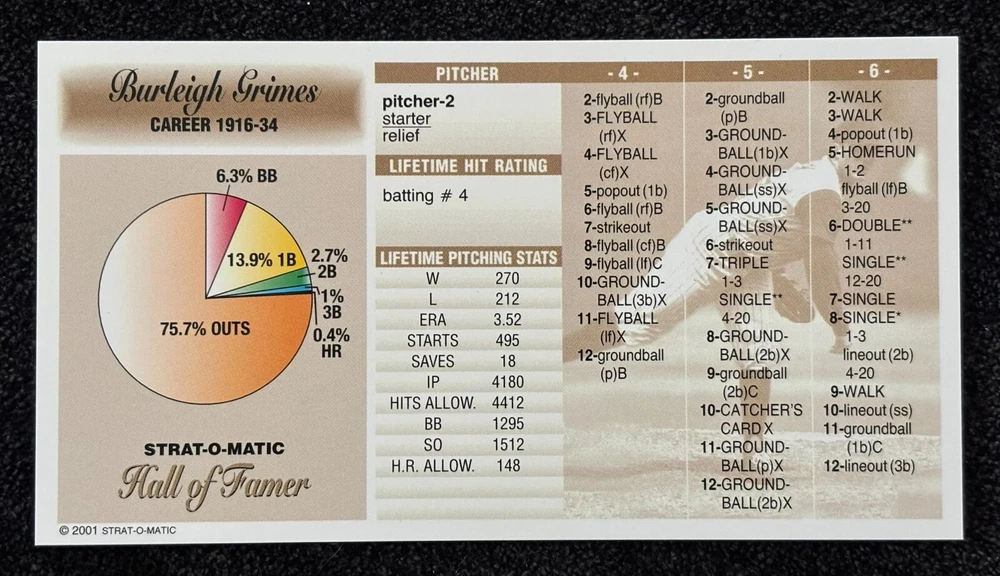 Burleigh Grimes
CAREER 1916-34
6.3% BB
13.9% 1B
2.7%
2B
1%
3B
0.4%
HR
75.7% OUTS
STRAT-O-MATIC
Hall of Famer
© 2001 STRAT-O-MATIC
PITCHER
pitcher-2
starter
relief
LIFETIME HIT RATING
batting # 4
LIFETIME PITCHING STATS
W 270
L 212
ERA 3.52
STARTS 495
SAVES 18
IP 4180
HITS ALLOW. 4412
BB 1295
SO 1512
H.R. ALLOW. 148
- 4 -
2-flyball (rf)B
3-FLYBALL
(rf)X
4-FLYBALL
(cf)X
5-popout (1b)
6-flyball (rf)B
7-strikeout
8-flyball (cf)B
9-flyball (lf)C
10-GROUND-
BALL(3b)X
11-FLYBALL
(lf)X
12-groundball
(p)B
- 5 -
2-groundball
(p)B
3-GROUND-
BALL(1b)X
4-GROUND-
BALL(ss)X
5-GROUND-
BALL(ss)X
6-strikeout
7-TRIPLE
1-3
SINGLE**
4-20
8-GROUND-
BALL(2b)X
9-groundball
(2b)C
10-CATCHER'S
CARD X
11-GROUND-
BALL(p)X
12-GROUND-
BALL(2b)X
- 6 -
2-WALK
3-WALK
4-popout (1b)
5-HOMERUN
1-2
flyball (lf)B
3-20
6-DOUBLE**
1-11
SINGLE**
12-20
7-SINGLE
8-SINGLE*
1-3
lineout (2b)
4-20
9-WALK
10-lineout (ss)
11-groundball
(1b)C
12-lineout (3b)